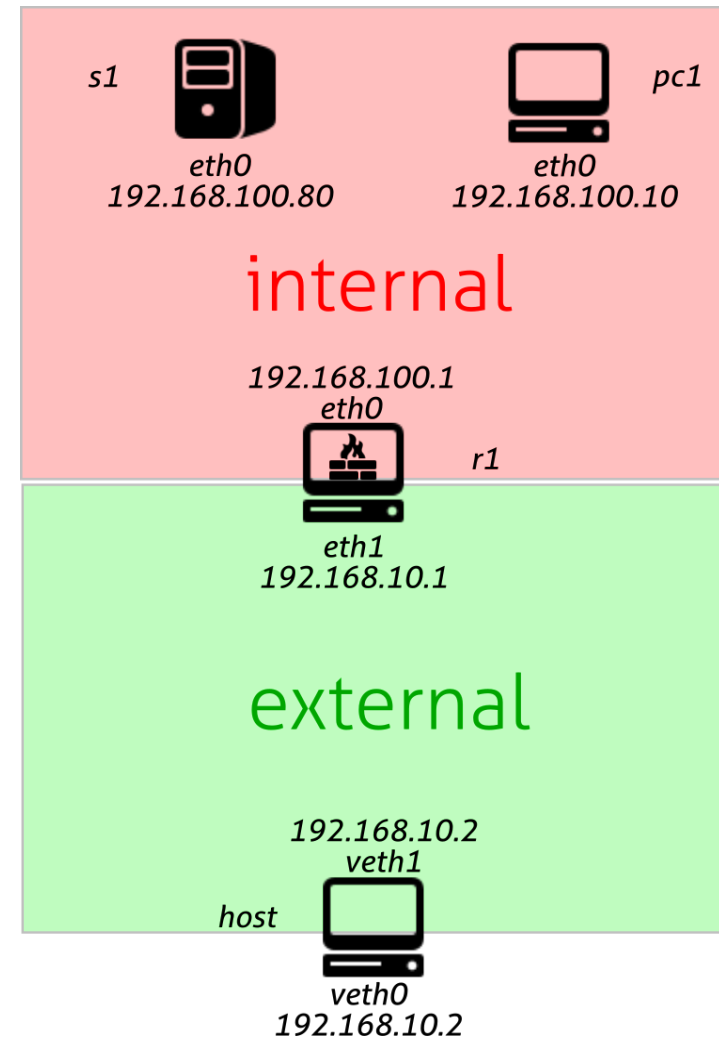 s1
pc1
eth0
192.168.100.80
eth0
192.168.100.10
internal
192.168.100.1
eth0
r1
eth1
192.168.10.1
external
192.168.10.2
veth1
host
veth0
192.168.10.2